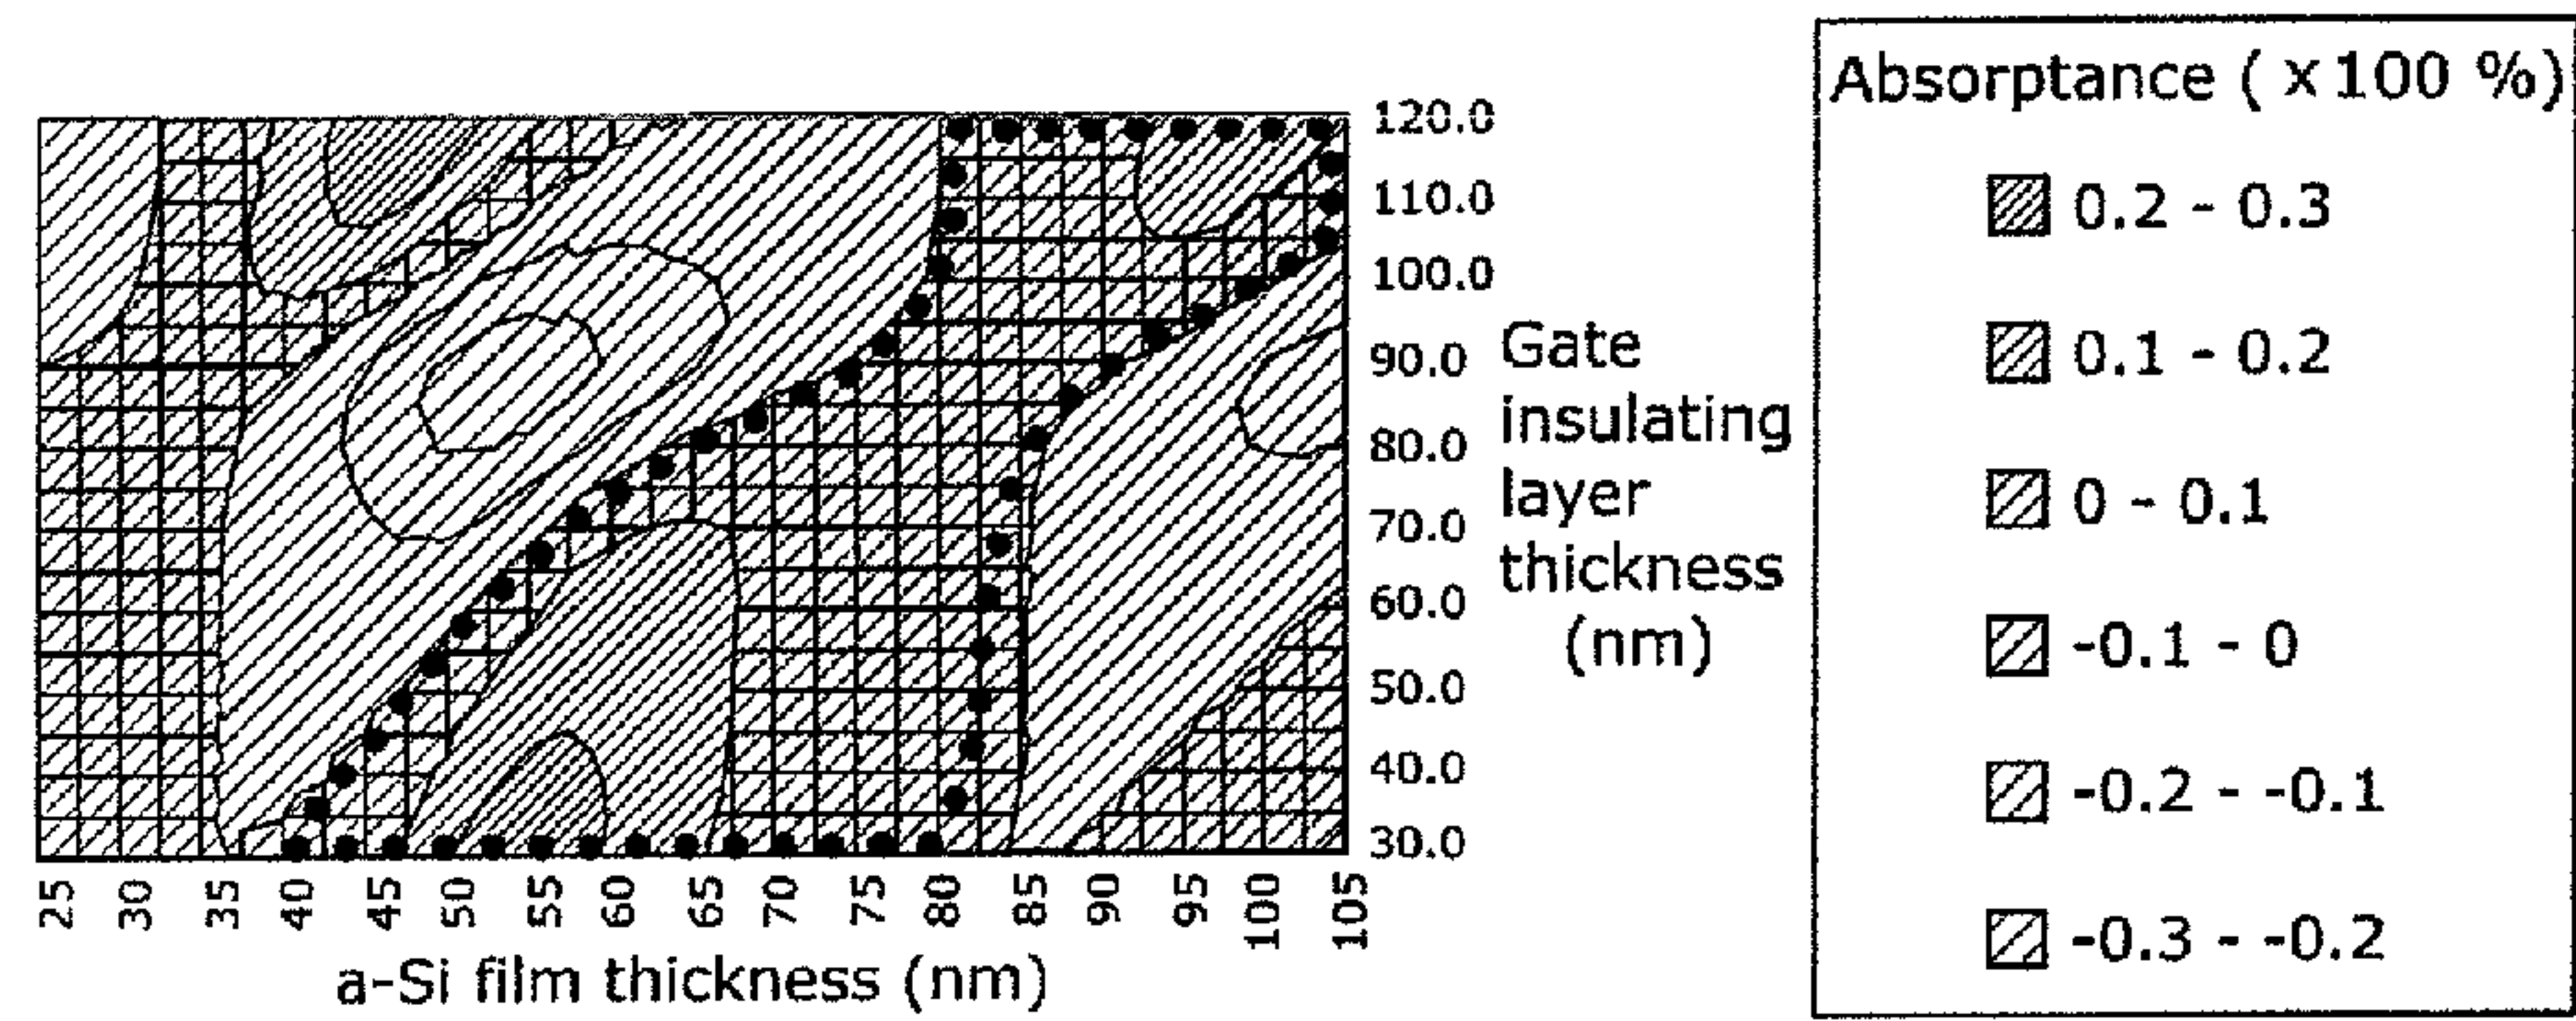 120.0
110.0
100.0
90.0
80.0
70.0
60.0
50.0
40.0
30.0
Gate
insulating
layer
thickness
(nm)
25 30 35 40 45 50 55 60 65 70 75 80 85 90 95 100 105
a-Si film thickness (nm)
Absorptance (×100 %)
0.2 - 0.3
0.1 - 0.2
0 - 0.1
-0.1 - 0
-0.2 - -0.1
-0.3 - -0.2